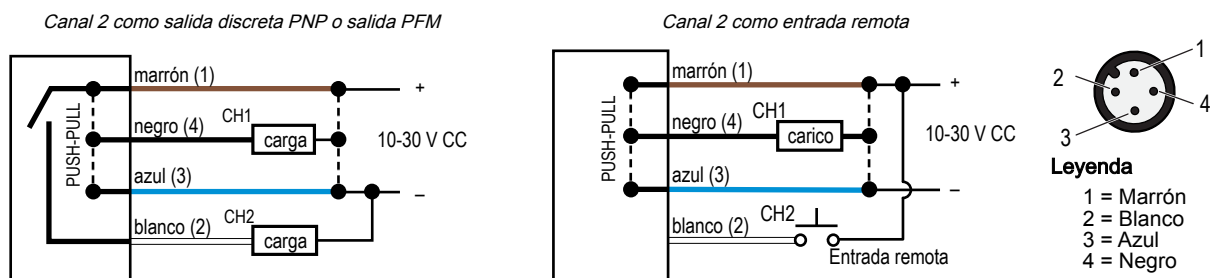 Canal 2 como salida discreta PNP o salida PFM
PUSH-PULL
marrón (1)
+
negro (4)
CH1
carga
10-30 V CC
azul (3)
–
blanco (2)
CH2
carga
Canal 2 como entrada remota
PUSH-PULL
marrón (1)
+
negro (4)
CH1
carico
10-30 V CC
azul (3)
–
blanco (2)
CH2
Entrada remota
1
2
4
3
Leyenda
1 = Marrón
2 = Blanco
3 = Azul
4 = Negro